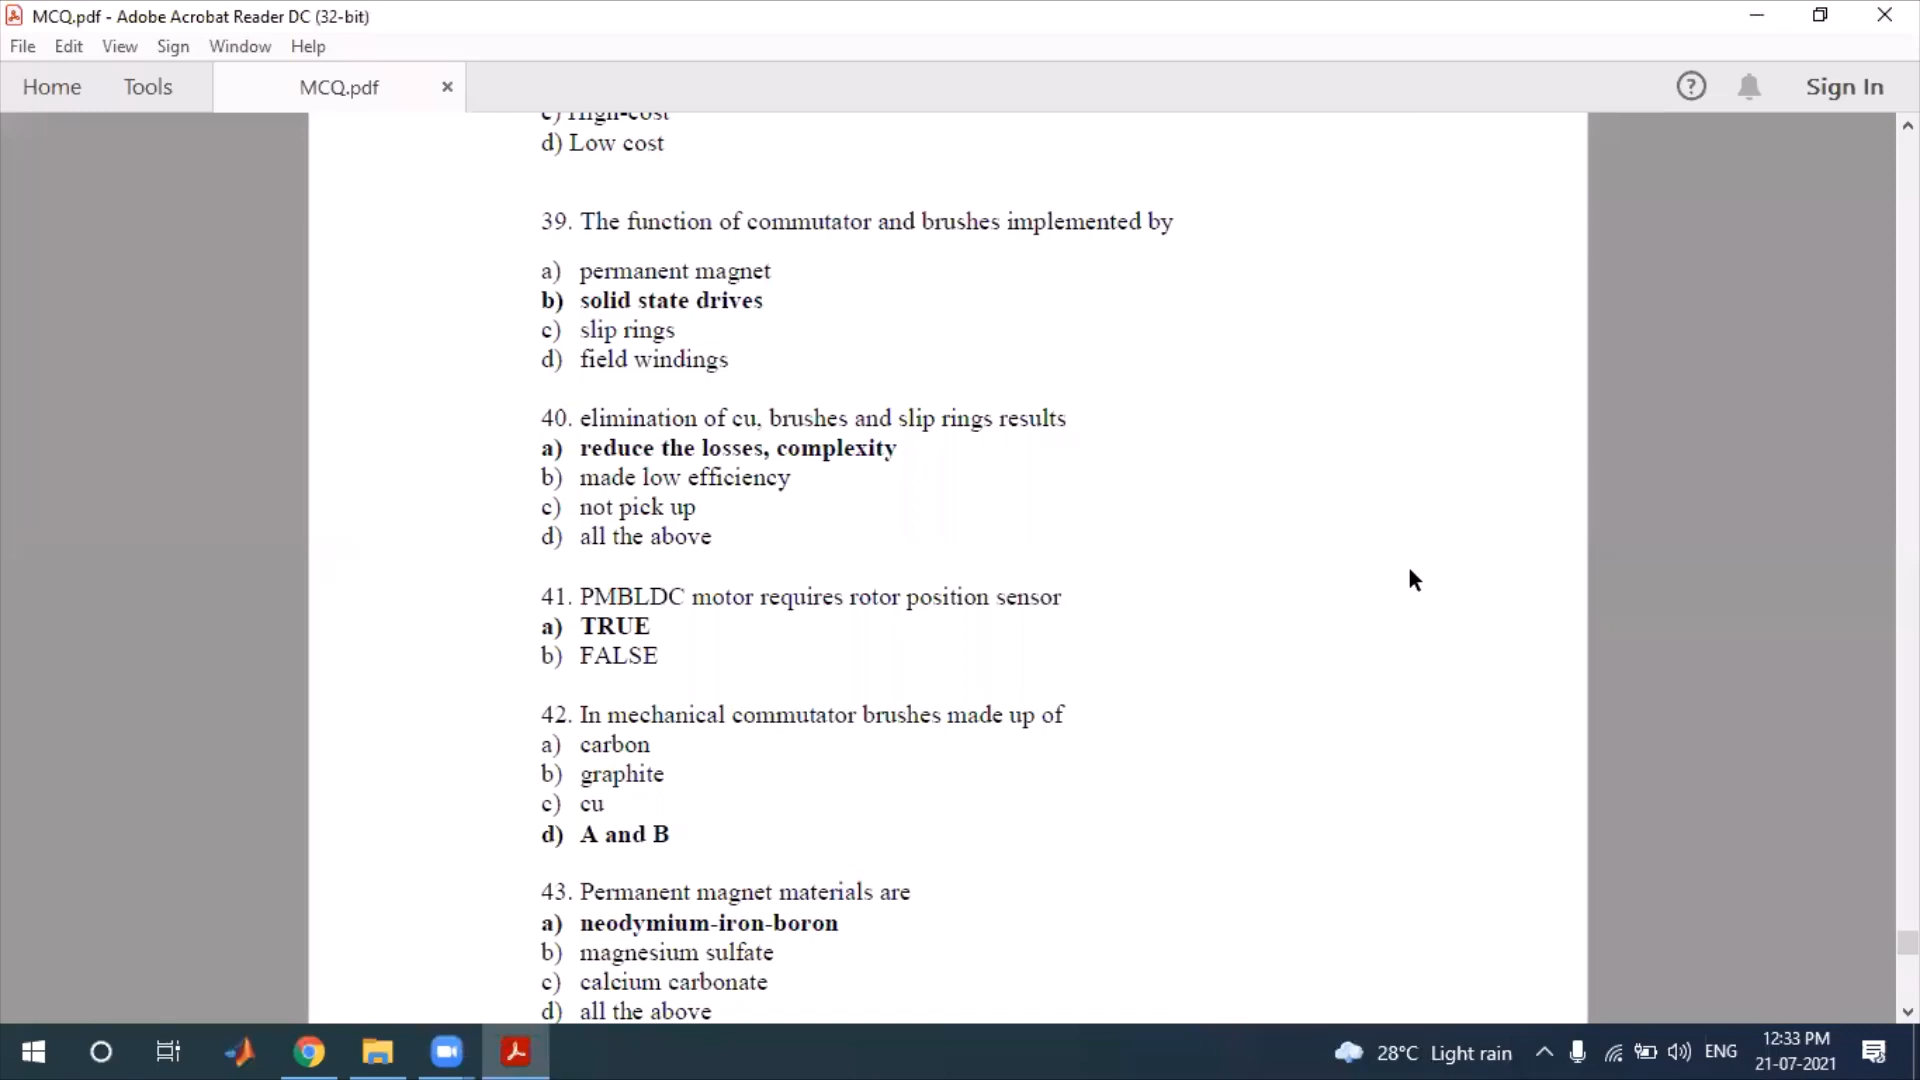 MCQ.pdf - Adobe Acrobat Reader DC (32-bit)
File Edit View Sign Window Help
Home Tools MCQ.pdf × Sign In
c) High-cost
d) Low cost
39. The function of commutator and brushes implemented by
a) permanent magnet
b) solid state drives
c) slip rings
d) field windings
40. elimination of cu, brushes and slip rings results
a) reduce the losses, complexity
b) made low efficiency
c) not pick up
d) all the above
41. PMBLDC motor requires rotor position sensor
a) TRUE
b) FALSE
42. In mechanical commutator brushes made up of
a) carbon
b) graphite
c) cu
d) A and B
43. Permanent magnet materials are
a) neodymium-iron-boron
b) magnesium sulfate
c) calcium carbonate
d) all the above
28°C Light rain ENG 12:33 PM
21-07-2021